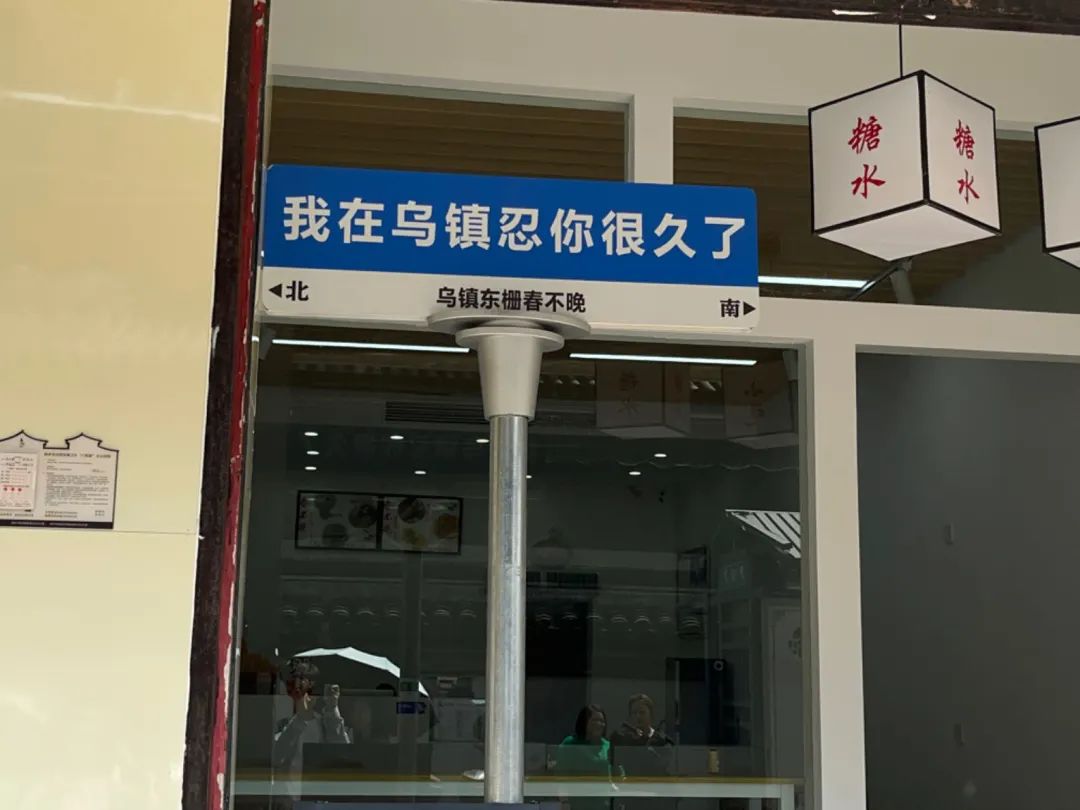 我在乌镇忍你很久了
◀北 乌镇东栅春不晚 南▶
糖水
糖水